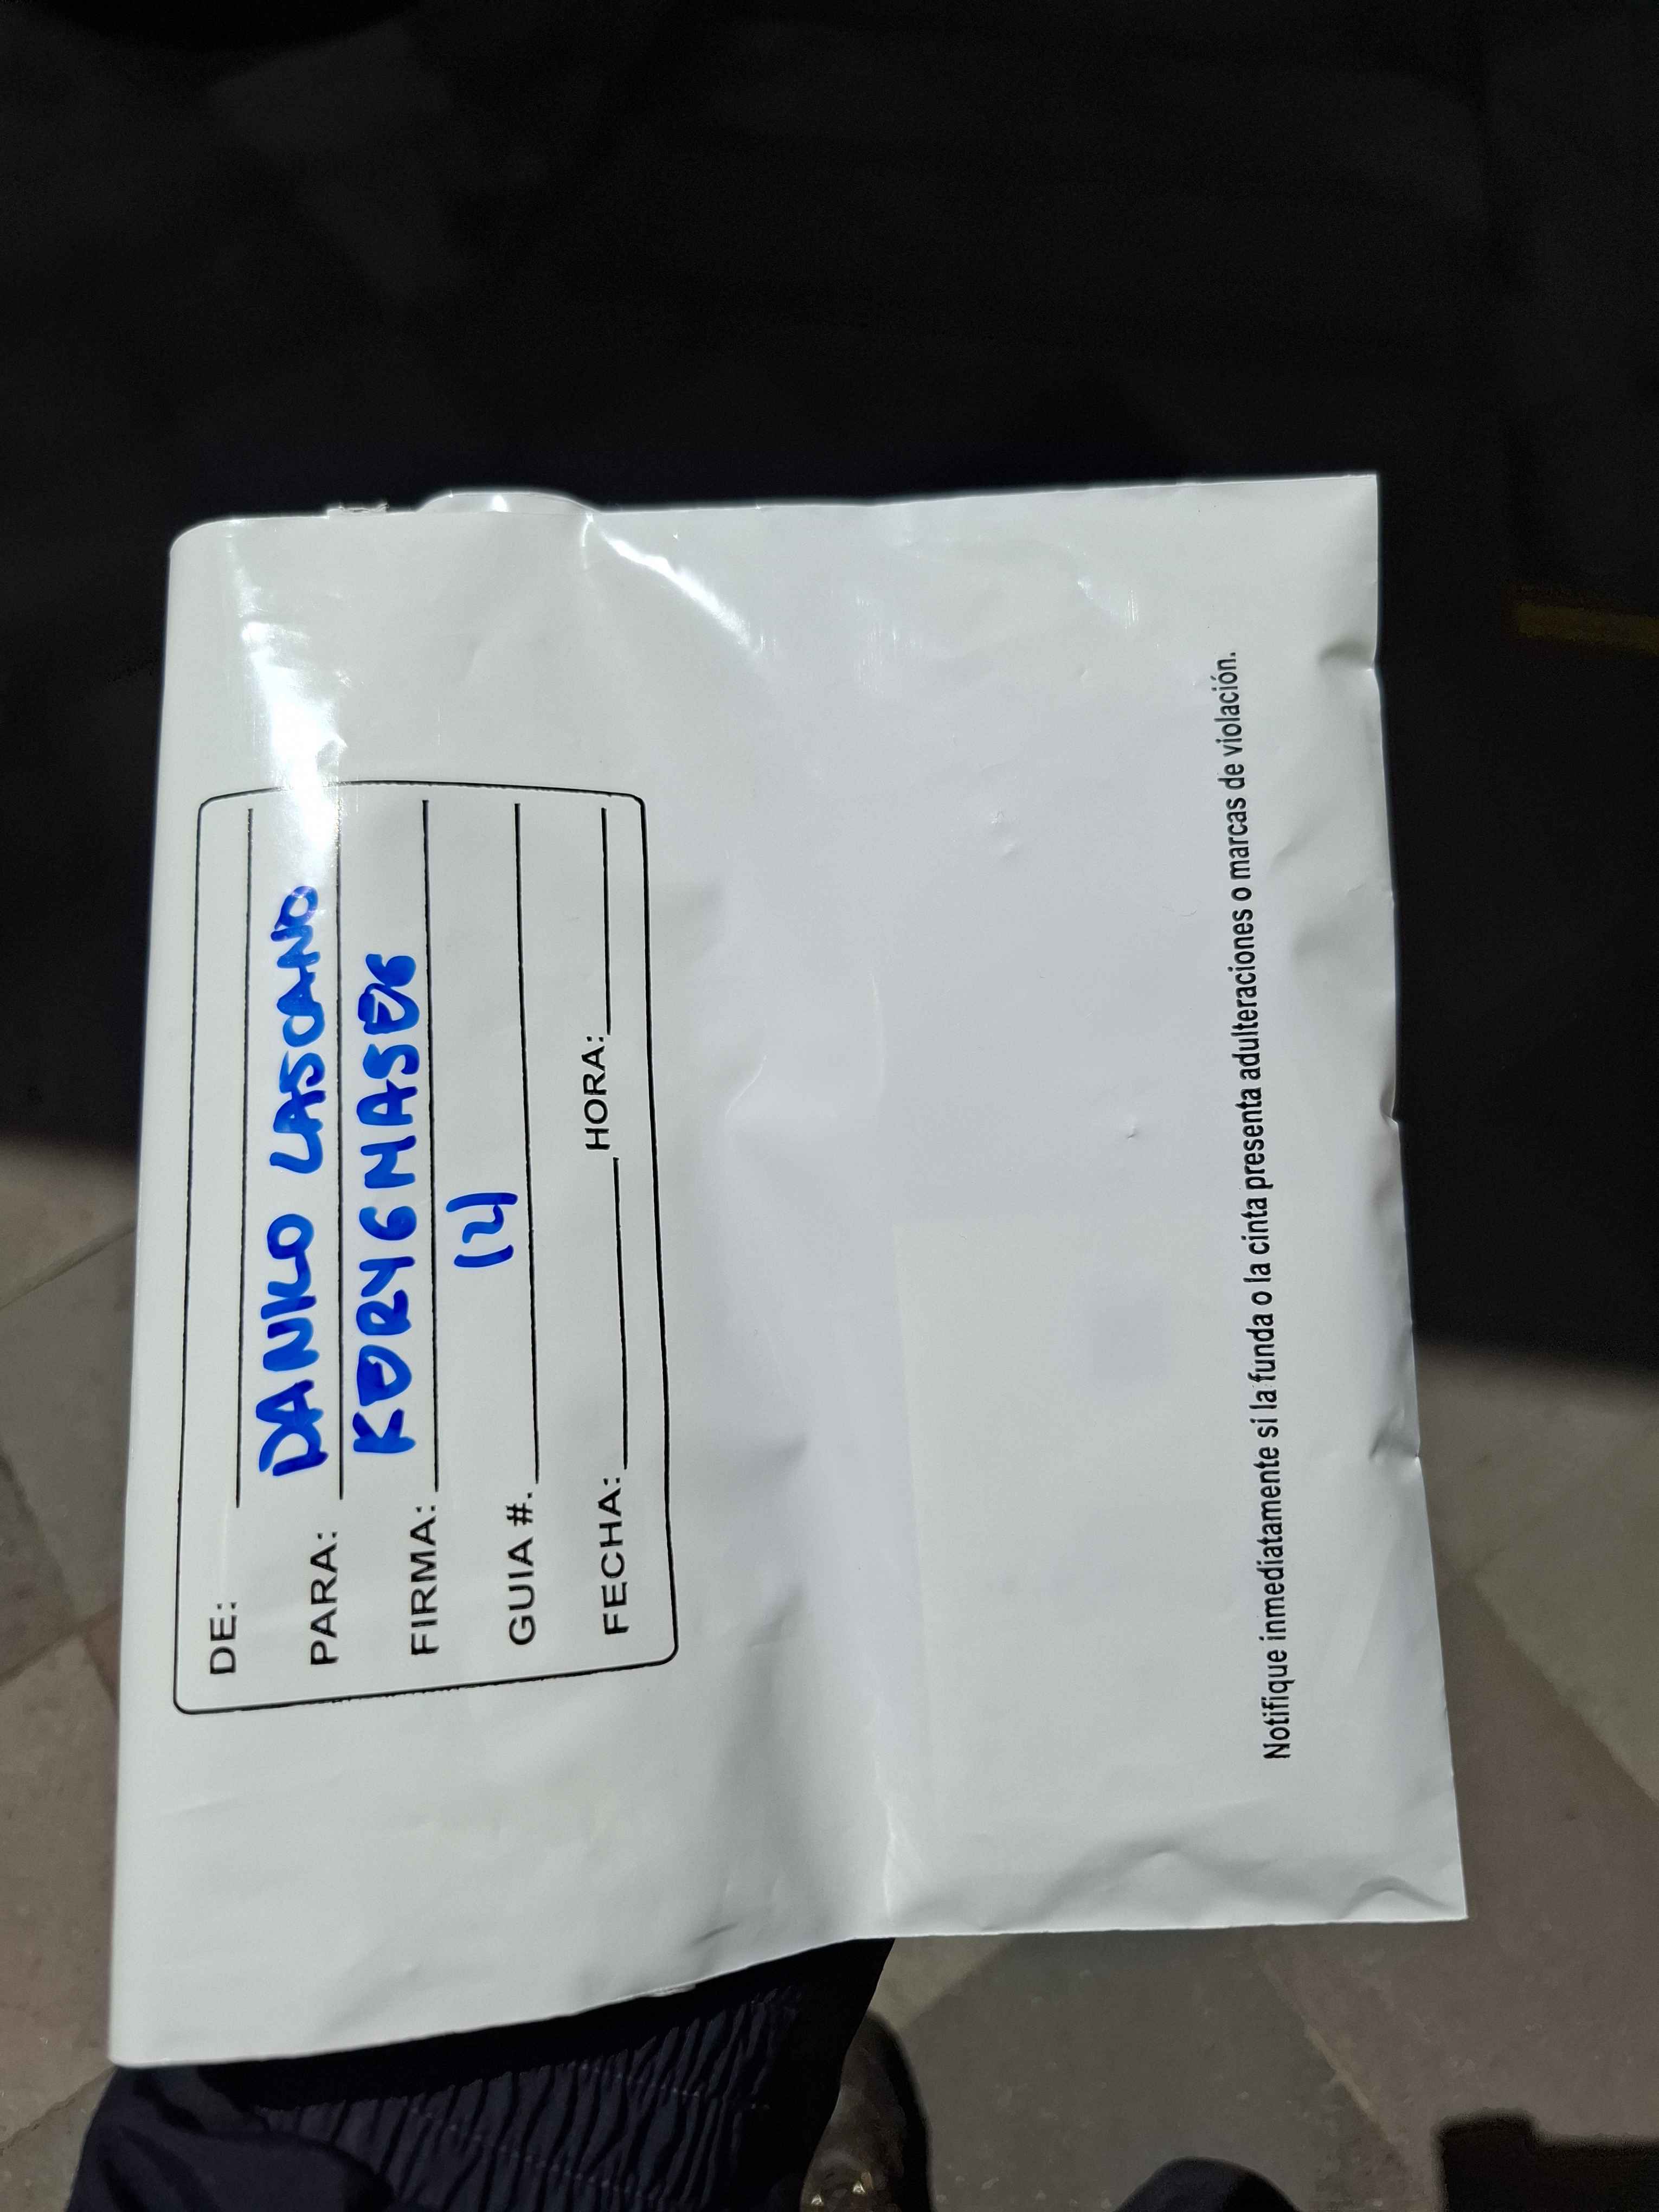 DE:
PARA: DANILO LASCANO
FIRMA: KORYGMASEG
GUIA #. (2)
FECHA: HORA:
Notifique inmediatamente si la funda o la cinta presenta adulteraciones o marcas de violación.